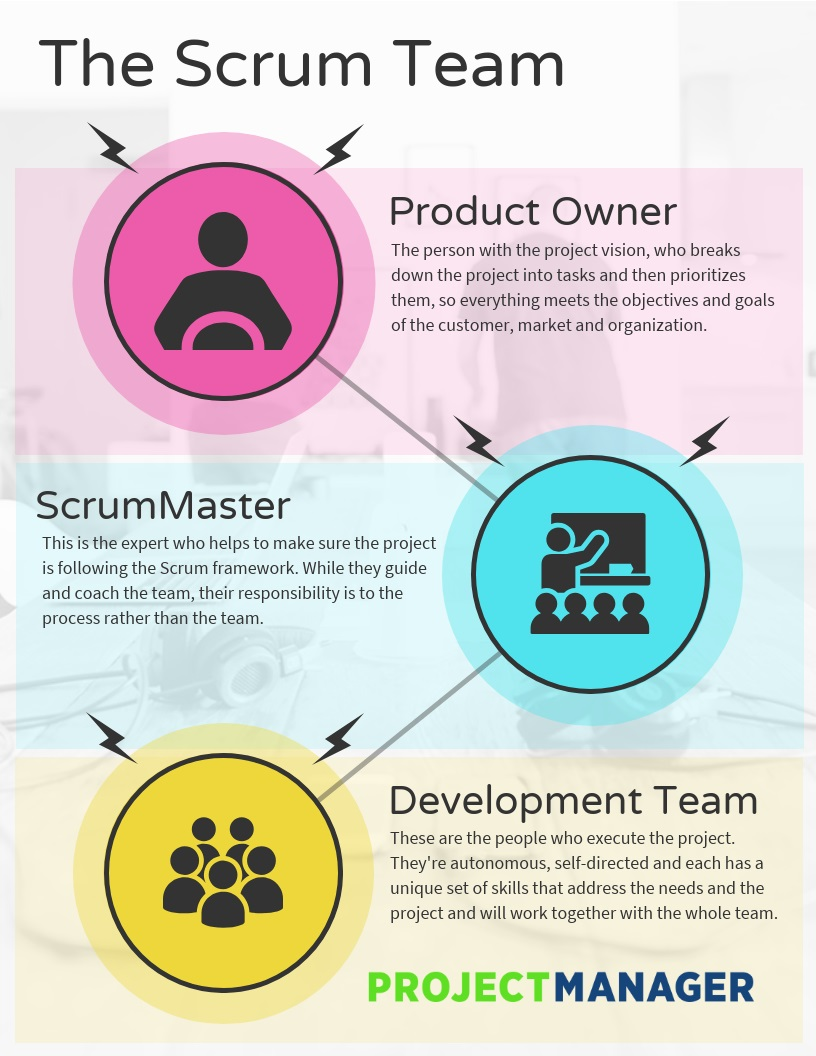 The Scrum Team
Product Owner
The person with the project vision, who breaks
down the project into tasks and then prioritizes
them, so everything meets the objectives and goals
of the customer, market and organization.
ScrumMaster
This is the expert who helps to make sure the project
is following the Scrum framework. While they guide
and coach the team, their responsibility is to the
process rather than the team.
Development Team
These are the people who execute the project.
They're autonomous, self-directed and each has a
unique set of skills that address the needs and the
project and will work together with the whole team.
PROJECTMANAGER